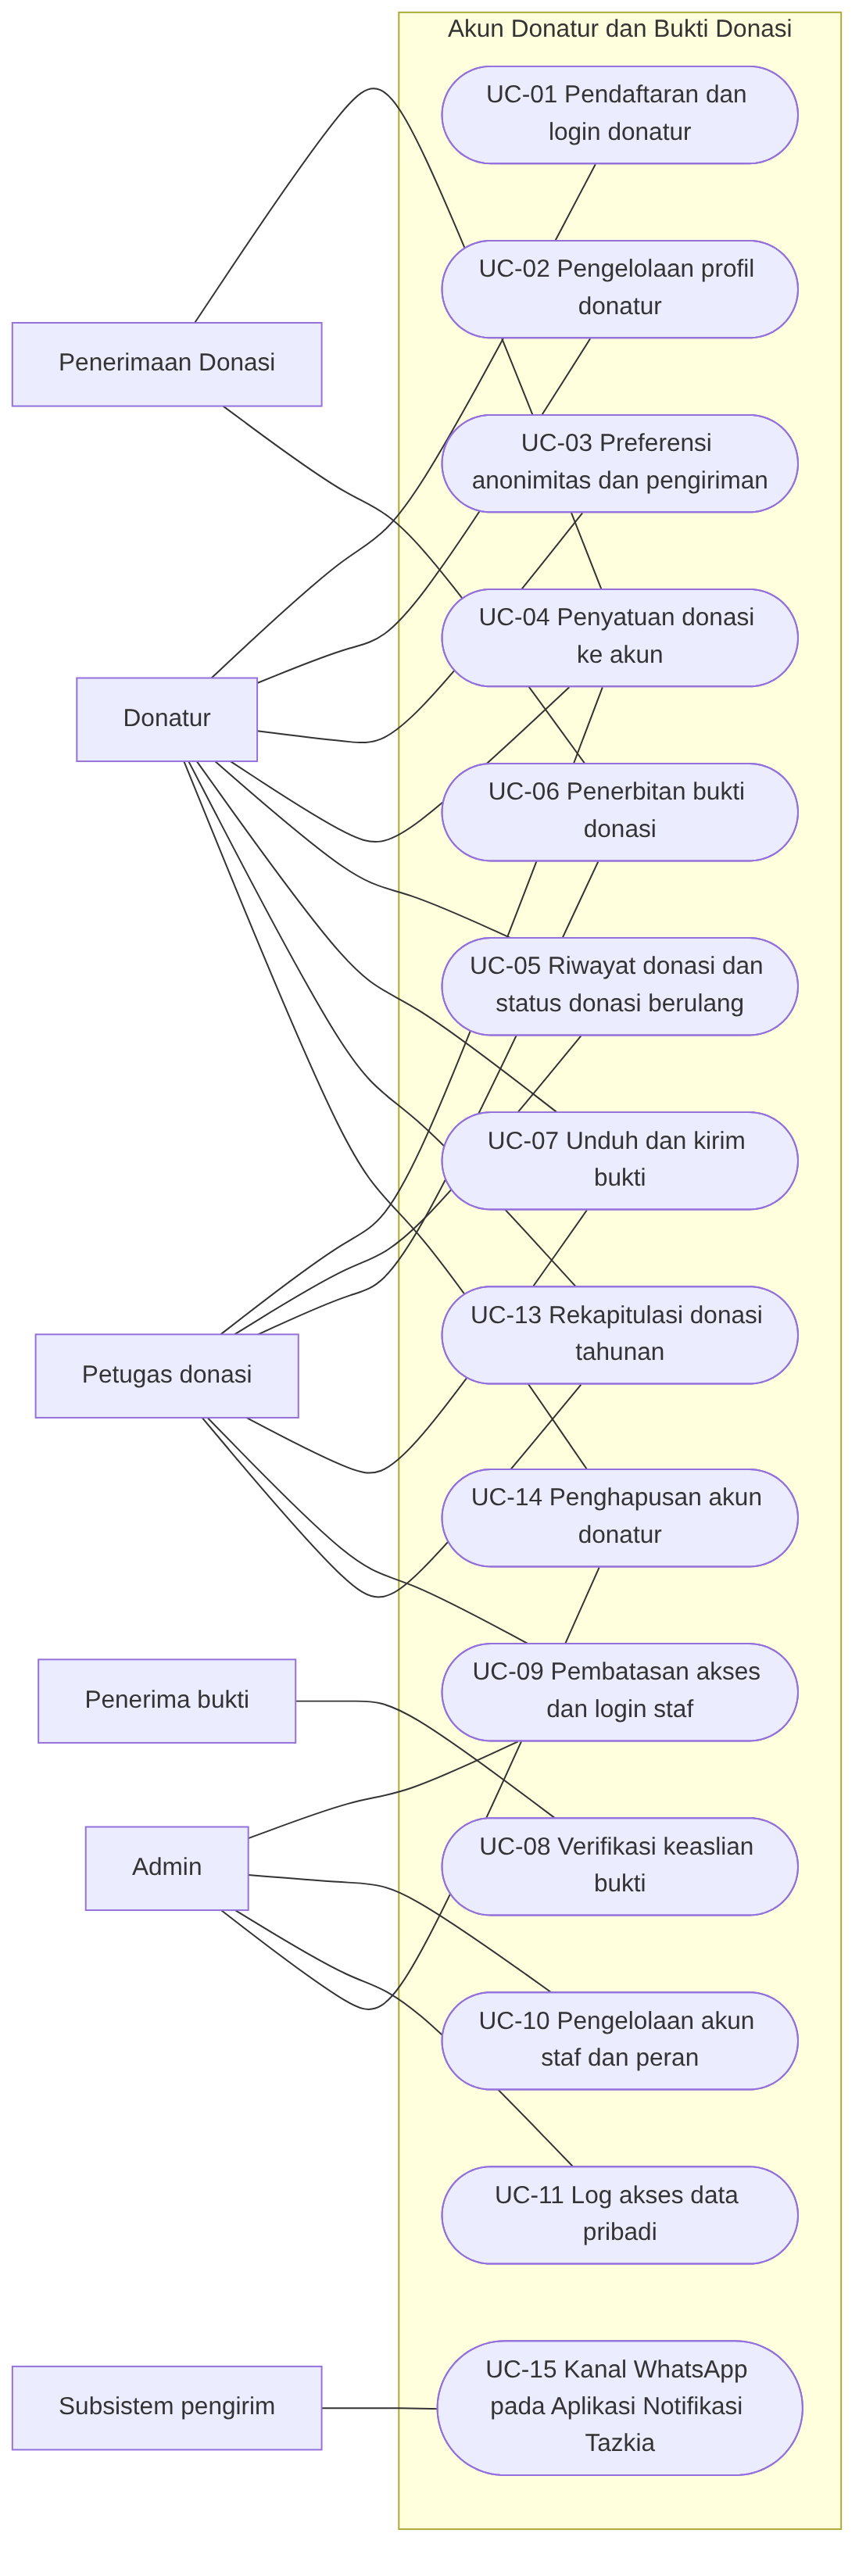 Akun Donatur dan Bukti Donasi
UC-01 Pendaftaran dan
login donatur
UC-02 Pengelolaan profil
donatur
Penerimaan Donasi
UC-03 Preferensi
anonimitas dan pengiriman
UC-04 Penyatuan donasi
ke akun
Donatur
UC-06 Penerbitan bukti
donasi
UC-05 Riwayat donasi dan
status donasi berulang
UC-07 Unduh dan kirim
bukti
UC-13 Rekapitulasi donasi
tahunan
Petugas donasi
UC-14 Penghapusan akun
donatur
UC-09 Pembatasan akses
dan login staf
Penerima bukti
UC-08 Verifikasi keaslian
bukti
Admin
UC-10 Pengelolaan akun
staf dan peran
UC-11 Log akses data
pribadi
UC-15 Kanal WhatsApp
pada Aplikasi Notifikasi
Tazkia
Subsistem pengirim